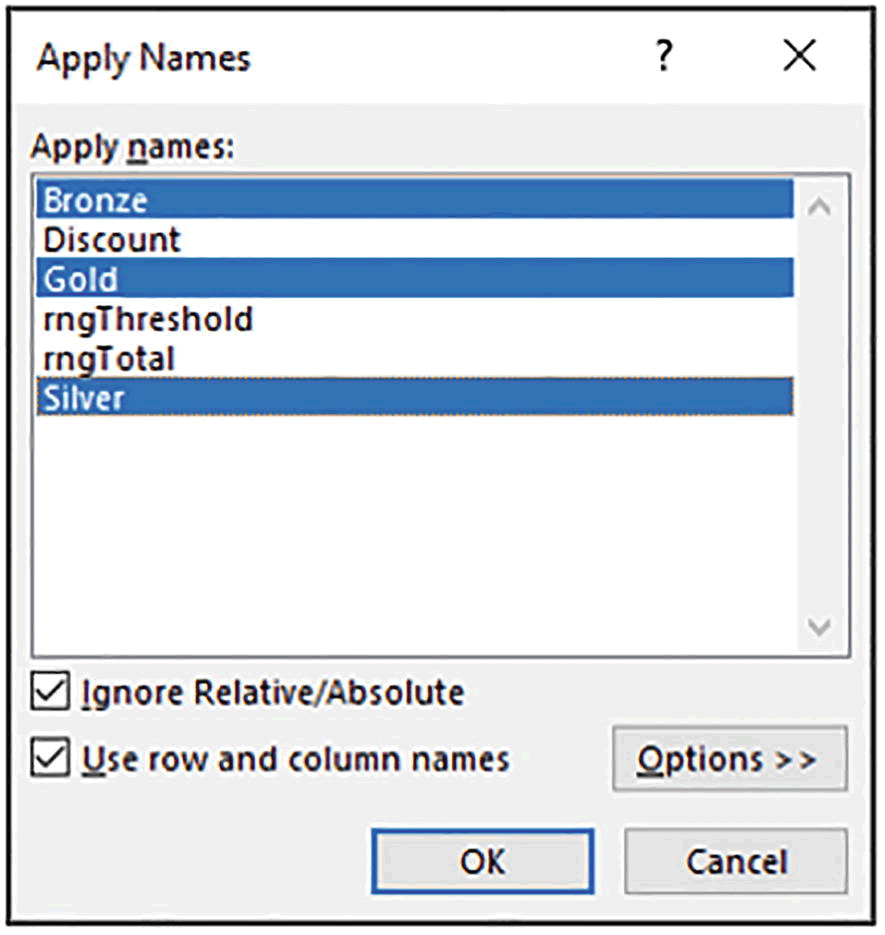 Apply Names ?
Apply names:
Bronze
Discount
Gold
rngThreshold
rngTotal
Silver
Ignore Relative/Absolute
Use row and column names Options >>
OK Cancel